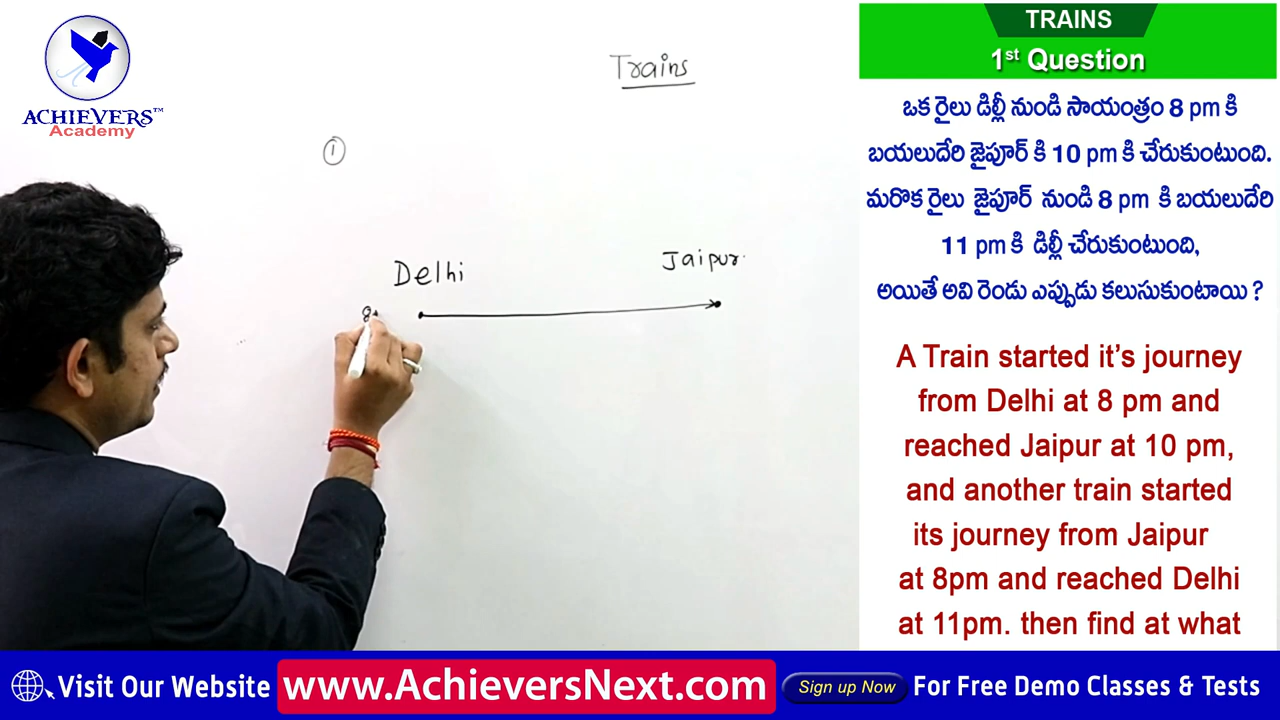 ACHIEVERS™
Academy
Trains
①
Delhi
Jaipur
8
TRAINS
1st Question
ఒక రైలు డిల్లీ నుండి సాయంత్రం 8 pm కి
బయలుదేరి జైపూర్ కి 10 pm కి చేరుకుంటుంది.
మరొక రైలు జైపూర్ నుండి 8 pm కి బయలుదేరి
11 pm కి డిల్లీ చేరుకుంటుంది,
అయితే అవి రెండు ఎప్పుడు కలుసుకుంటాయి ?
A Train started it's journey
from Delhi at 8 pm and
reached Jaipur at 10 pm,
and another train started
its journey from Jaipur
at 8pm and reached Delhi
at 11pm. then find at what
Visit Our Website www.AchieversNext.com Sign up Now For Free Demo Classes & Tests